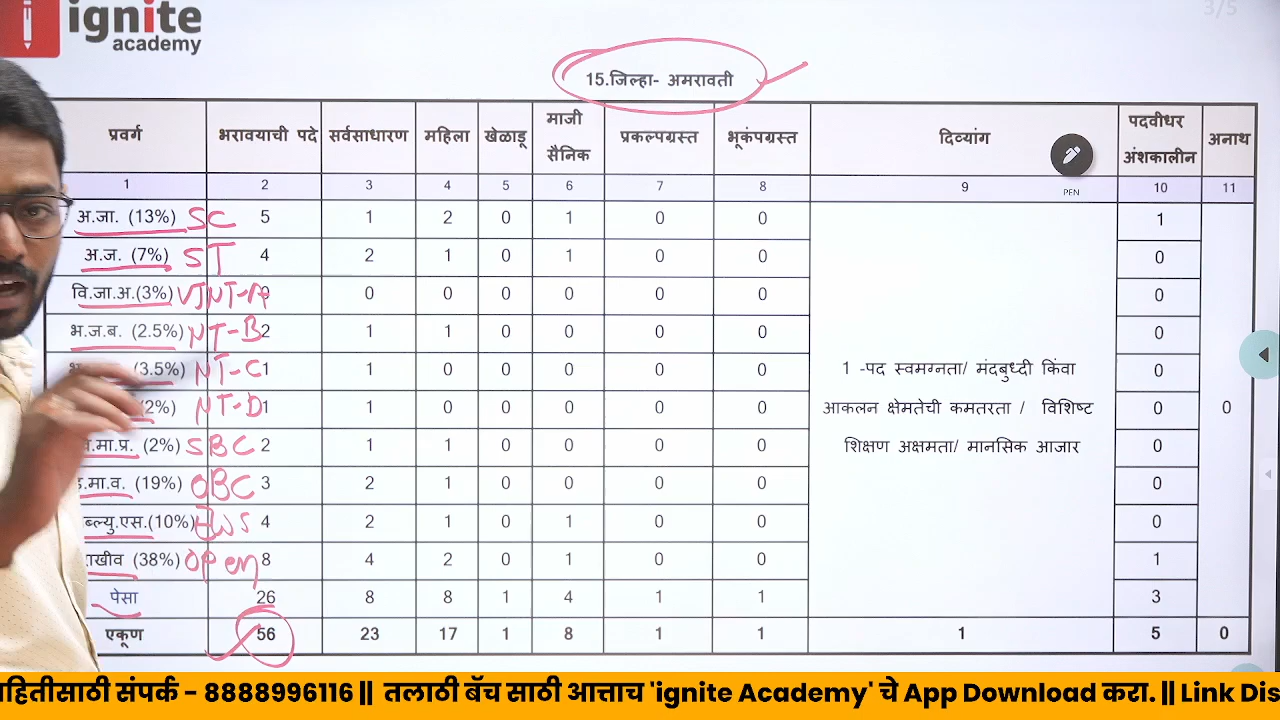 ignite
academy
3/5
15.जिल्हा- अमरावती
प्रवर्ग भरावयाची पदे सर्वसाधारण महिला खेळाडू माजी सैनिक प्रकल्पग्रस्त भूकंपग्रस्त दिव्यांग पदवीधर अंशकालीन अनाथ
PEN
1 2 3 4 5 6 7 8 9 10 11
अ.जा. (13%) SC 5 1 2 0 1 0 0 1
अ.ज. (7%) ST 4 2 1 0 1 0 0 0
वि.जा.अ.(3%) VJNT-A 0 0 0 0 0 0 0
भ.ज.ब. (2.5%) NT-B 2 1 1 0 0 0 0 0
(3.5%) NT-C 1 1 0 0 0 0 0 0
(2%) NT-D 1 1 0 0 0 0 0 0
वि.मा.प्र. (2%) SBC 2 1 1 0 0 0 0 0
इ.मा.व. (19%) OBC 3 2 1 0 0 0 0 0
ब्ल्यु.एस.(10%) EWS 4 2 1 0 1 0 0 0
राखीव (38%) OPen 8 4 2 0 1 0 0 1
पेसा 26 8 8 1 4 1 1 3
एकूण 56 23 17 1 8 1 1 1 5 0
1 -पद स्वमग्नता/ मंदबुध्दी किंवा
आकलन क्षेमतेची कमतरता / विशिष्ट
शिक्षण अक्षमता/ मानसिक आजार
0
ाहितीसाठी संपर्क - 8888996116 || तलाठी बॅच साठी आत्ताच 'ignite Academy' चे App Download करा. || Link Dis